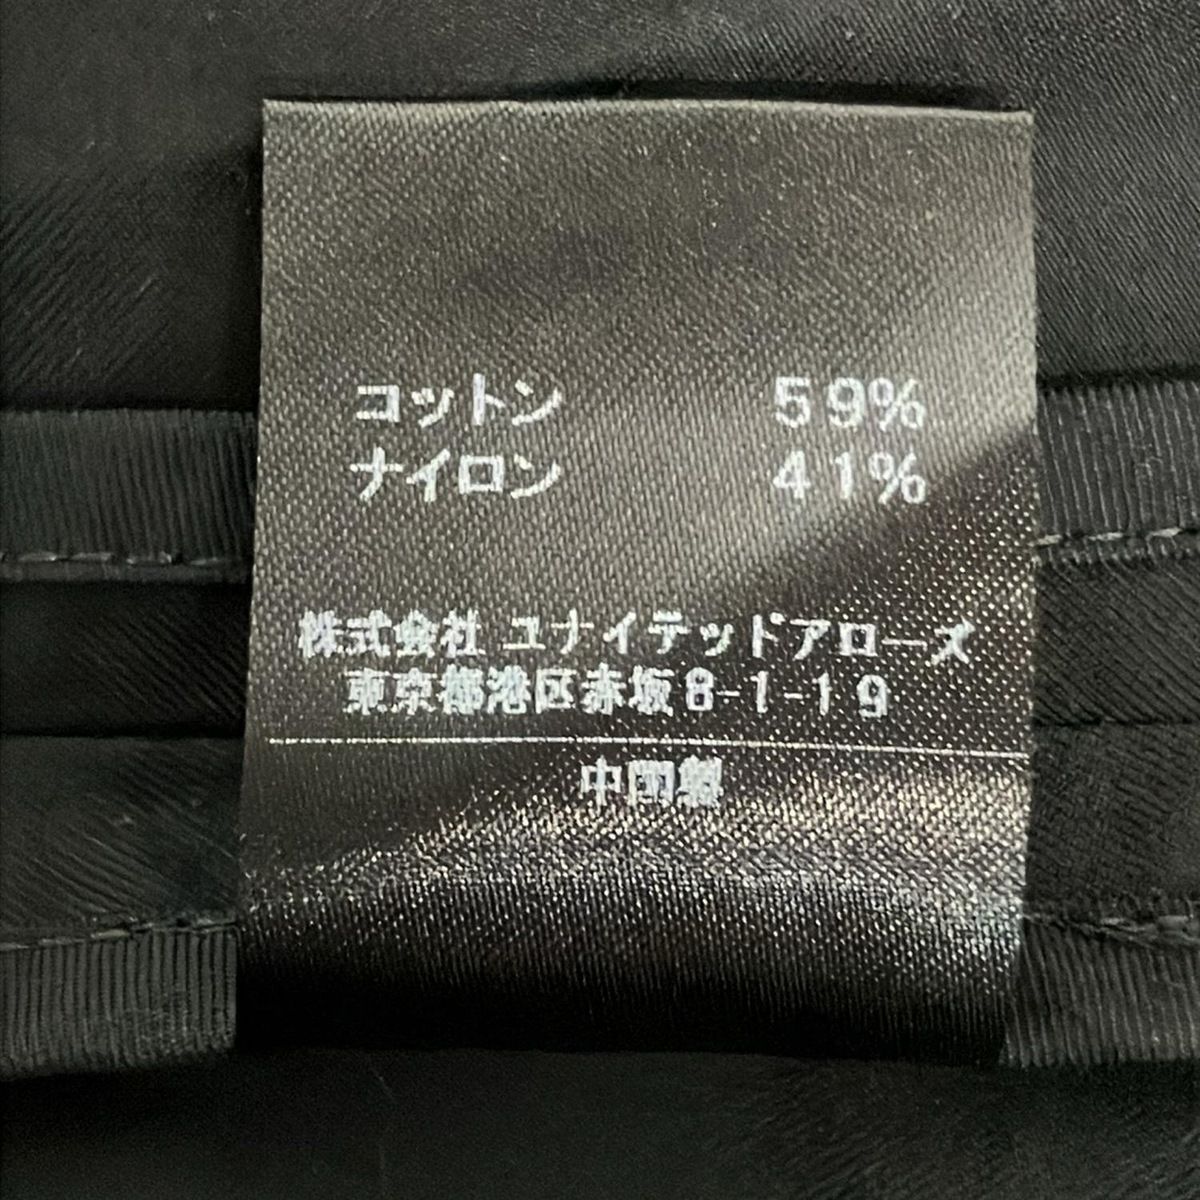 コットン 59%
ナイロン 41%
株式会社 ユナイテッドアローズ
東京都港区赤坂8-1-19
中国製